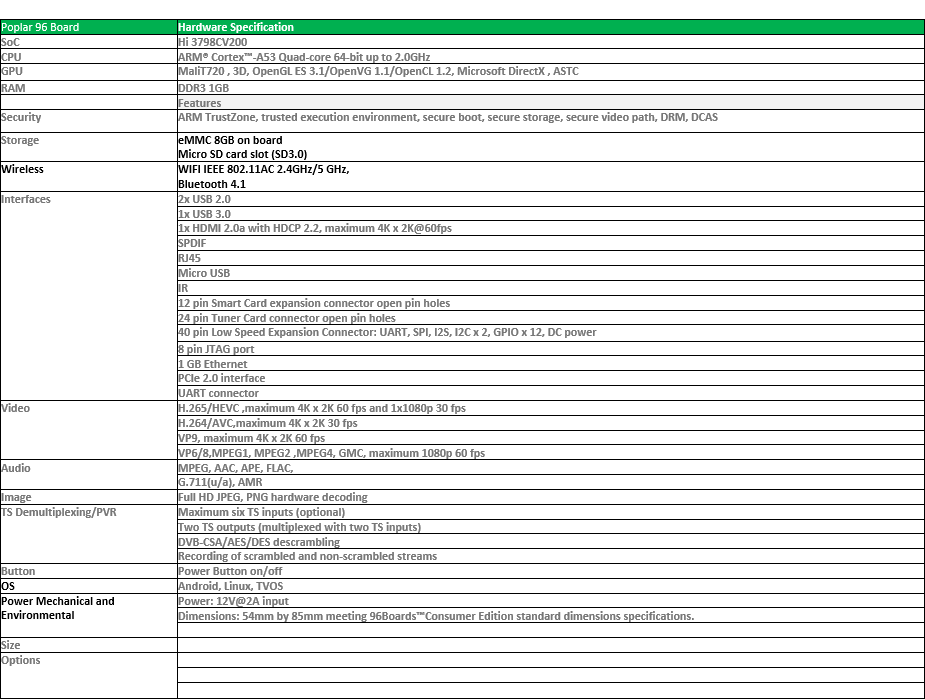 Poplar 96 Board Hardware Specification
SoC Hi 3798CV200
CPU ARM® Cortex™-A53 Quad-core 64-bit up to 2.0GHz
GPU MaliT720 , 3D, OpenGL ES 3.1/OpenVG 1.1/OpenCL 1.2, Microsoft DirectX , ASTC
RAM DDR3 1GB
Features
Security ARM TrustZone, trusted execution environment, secure boot, secure storage, secure video path, DRM, DCAS
Storage eMMC 8GB on board
Micro SD card slot (SD3.0)
Wireless WIFI IEEE 802.11AC 2.4GHz/5 GHz,
Bluetooth 4.1
Interfaces 2x USB 2.0
1x USB 3.0
1x HDMI 2.0a with HDCP 2.2, maximum 4K x 2K@60fps
SPDIF
RJ45
Micro USB
IR
12 pin Smart Card expansion connector open pin holes
24 pin Tuner Card connector open pin holes
40 pin Low Speed Expansion Connector: UART, SPI, I2S, I2C x 2, GPIO x 12, DC power
8 pin JTAG port
1 GB Ethernet
PCIe 2.0 interface
UART connector
Video H.265/HEVC ,maximum 4K x 2K 60 fps and 1x1080p 30 fps
H.264/AVC,maximum 4K x 2K 30 fps
VP9, maximum 4K x 2K 60 fps
VP6/8,MPEG1, MPEG2 ,MPEG4, GMC, maximum 1080p 60 fps
Audio MPEG, AAC, APE, FLAC,
G.711(u/a), AMR
Image Full HD JPEG, PNG hardware decoding
TS Demultiplexing/PVR Maximum six TS inputs (optional)
Two TS outputs (multiplexed with two TS inputs)
DVB-CSA/AES/DES descrambling
Recording of scrambled and non-scrambled streams
Button Power Button on/off
OS Android, Linux, TVOS
Power Mechanical and Power: 12V@2A input
Environmental Dimensions: 54mm by 85mm meeting 96Boards™Consumer Edition standard dimensions specifications.
Size
Options